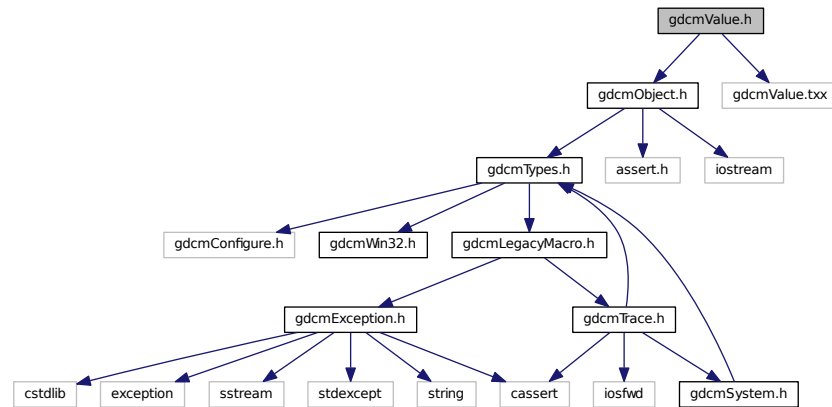 gdcmValue.h
gdcmObject.h
gdcmValue.txx
gdcmTypes.h
assert.h
iostream
gdcmConfigure.h
gdcmWin32.h
gdcmLegacyMacro.h
gdcmException.h
gdcmTrace.h
cstdlib
exception
sstream
stdexcept
string
cassert
iosfwd
gdcmSystem.h